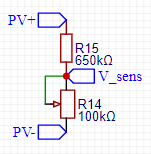 PV+
R15
650kΩ
V_sens
R14
100kΩ
PV-